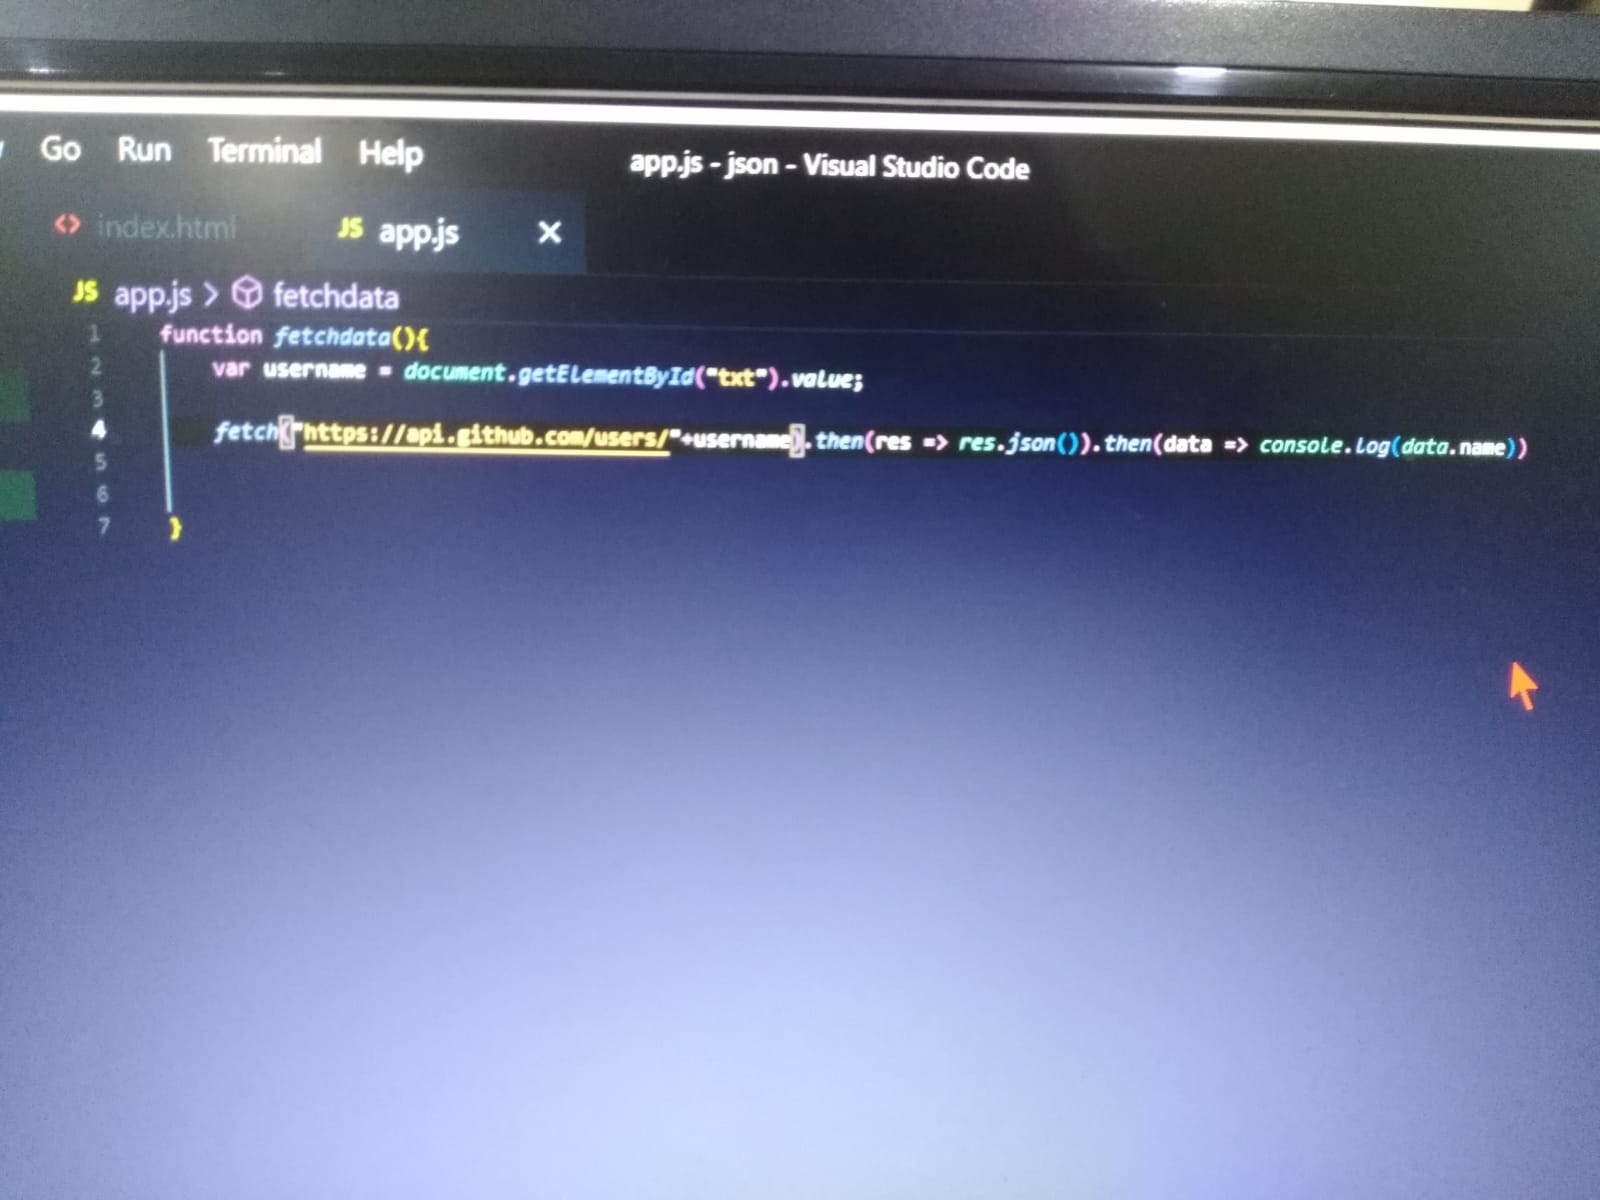 Go Run Terminal Help
app.js - json - Visual Studio Code
index.html
JS app.js
JS app.js > fetchdata
1 function fetchdata(){
2 var username = document.getElementById("txt").value;
3
4 fetch("https://api.github.com/users/"+username).then(res => res.json()).then(data => console.log(data.name))
5
6
7 }